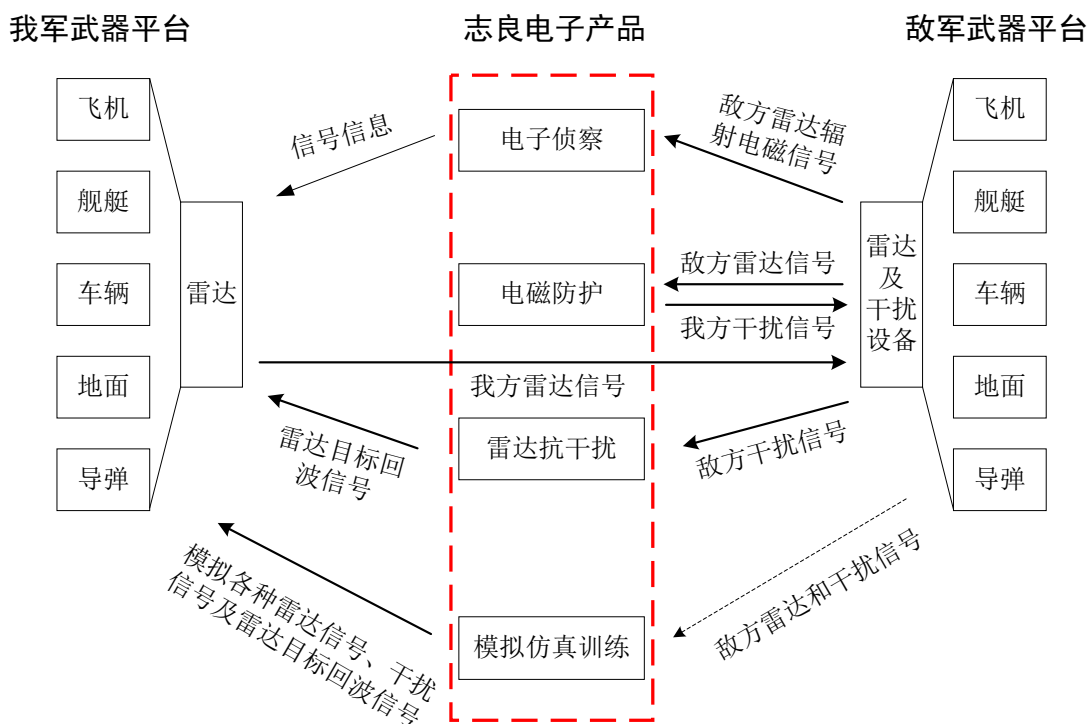 我军武器平台
志良电子产品
敌军武器平台
飞机
舰艇
车辆
地面
导弹
雷达
信号信息
雷达目标回
波信号
模拟各种雷达信号、干扰
信号及雷达目标回波信号
电子侦察
电磁防护
我方雷达信号
雷达抗干扰
模拟仿真训练
敌方雷达辐
射电磁信号
敌方雷达信号
我方干扰信号
敌方干扰信号
敌方雷达和干扰信号
雷达
及
干扰
设备
飞机
舰艇
车辆
地面
导弹